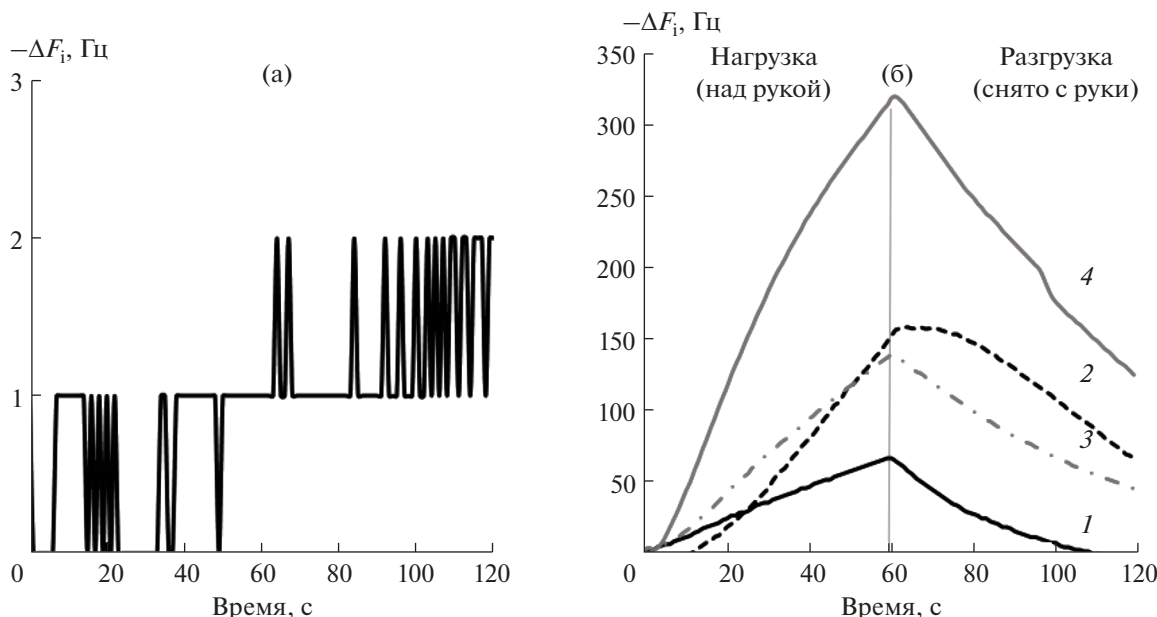 −ΔFi, Гц
(а)
3
2
1
0 20 40 60 80 100 120
Время, с
−ΔFi, Гц
350
300
250
200
150
100
50
Нагрузка
(над рукой)
(б)
Разгрузка
(снято с руки)
4
2
3
1
0 20 40 60 80 100 120
Время, с